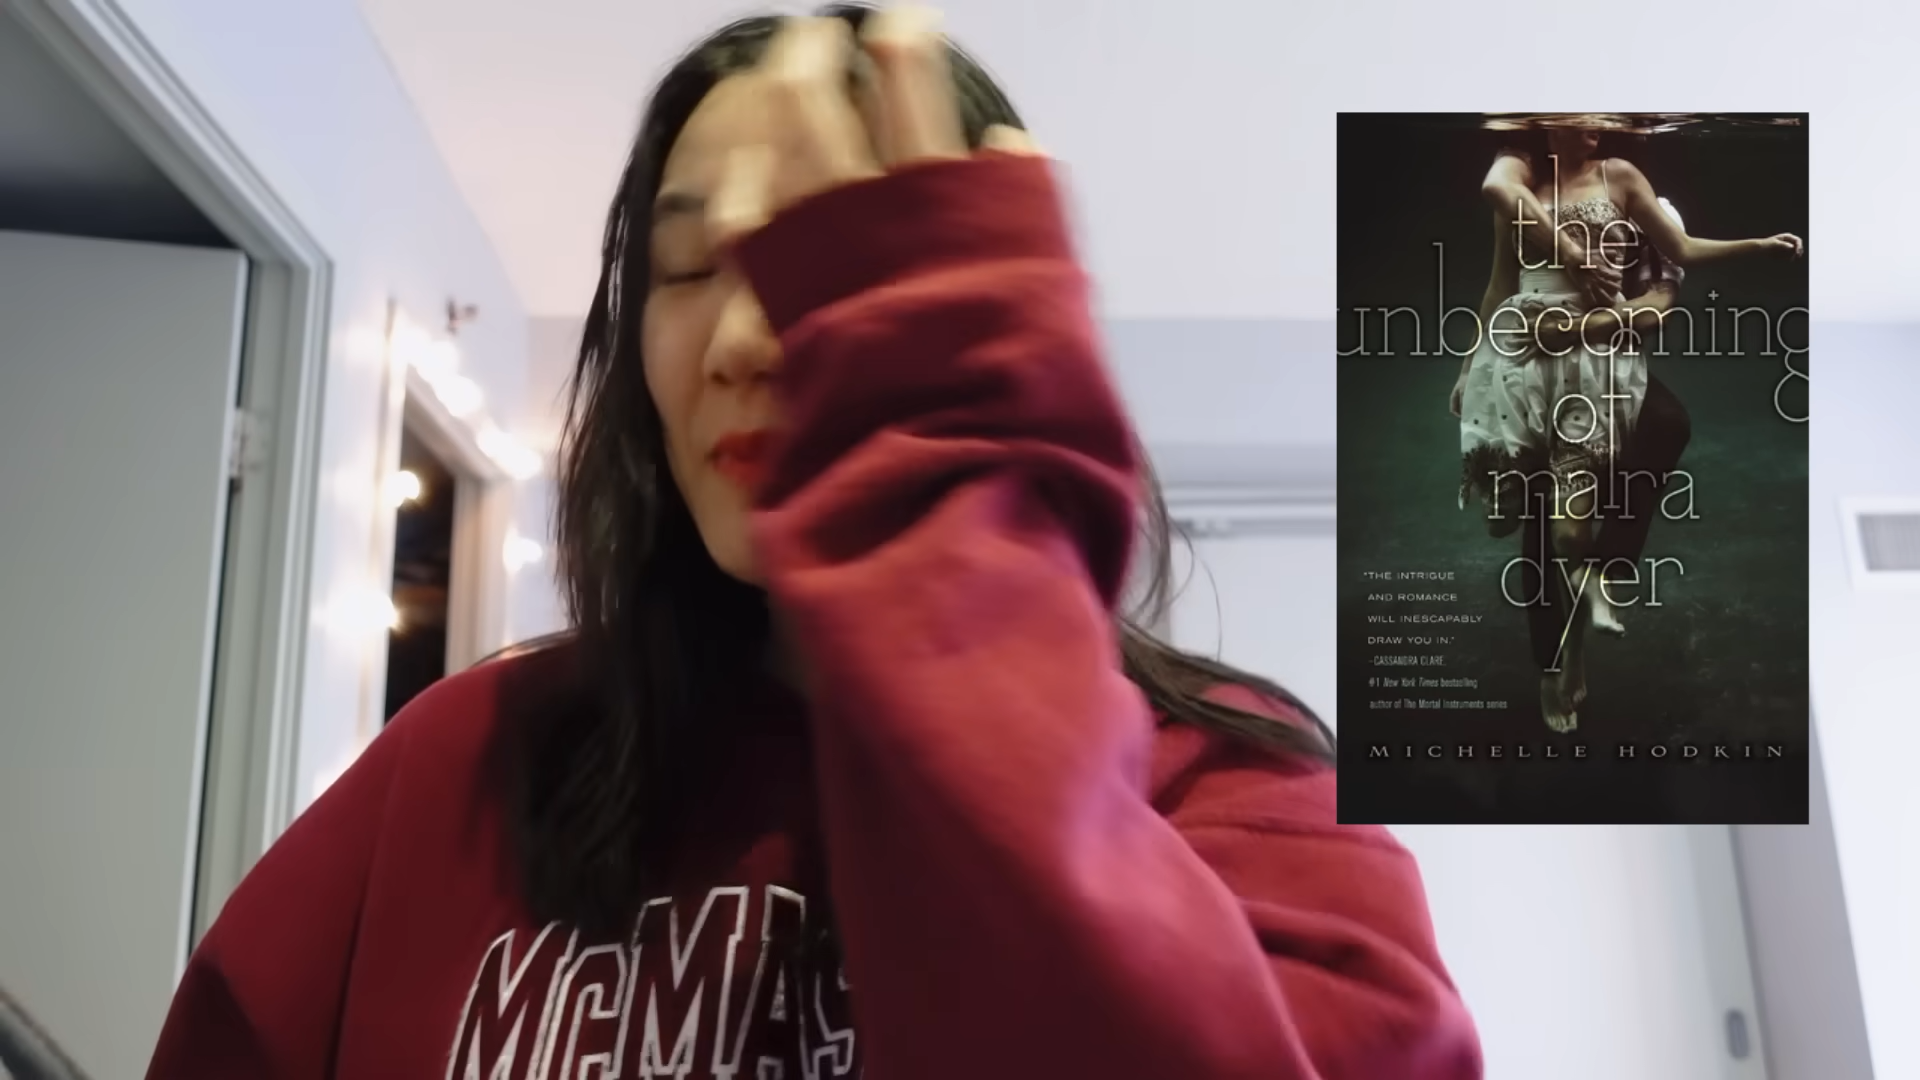 MCMAS
the
unbecoming
of
mara
dyer
"THE INTRIGUE
AND ROMANCE
WILL INESCAPABLY
DRAW YOU IN."
–CASSANDRA CLARE,
#1 New York Times bestselling
author of The Mortal Instruments series
MICHELLE HODKIN